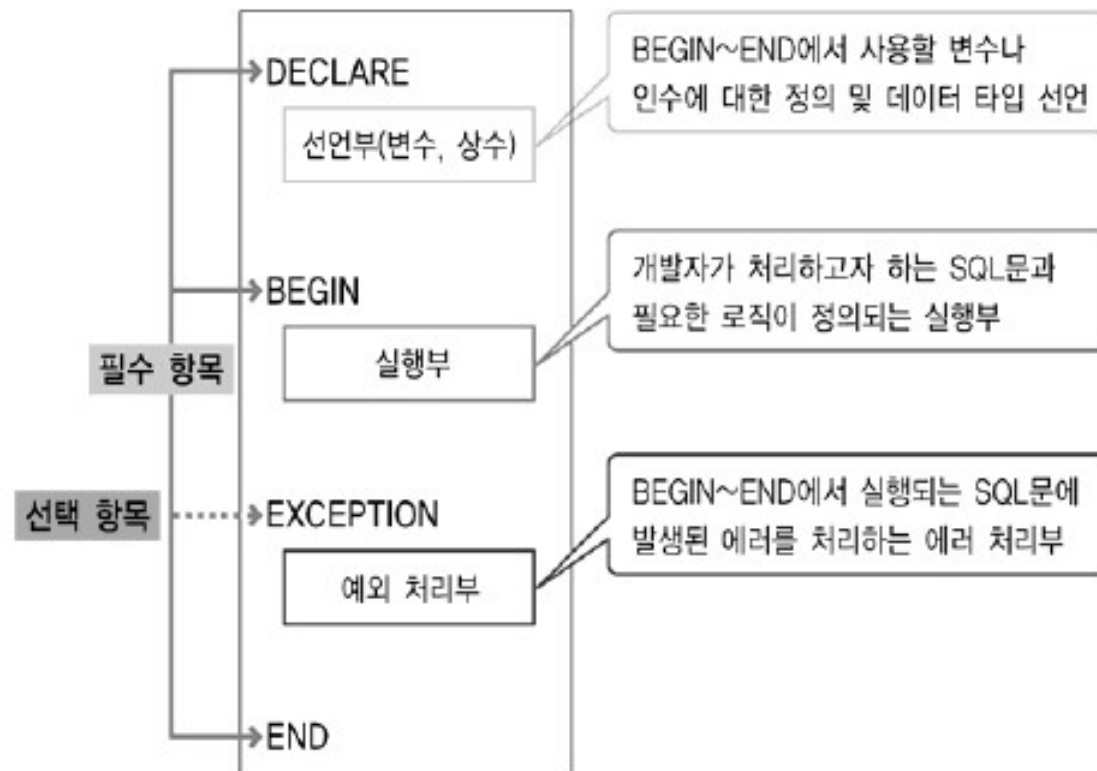 DECLARE
선언부(변수, 상수)
BEGIN~END에서 사용할 변수나
인수에 대한 정의 및 데이터 타입 선언
BEGIN
실행부
개발자가 처리하고자 하는 SQL문과
필요한 로직이 정의되는 실행부
필수 항목
선택 항목
EXCEPTION
예외 처리부
BEGIN~END에서 실행되는 SQL문에
발생된 에러를 처리하는 에러 처리부
END